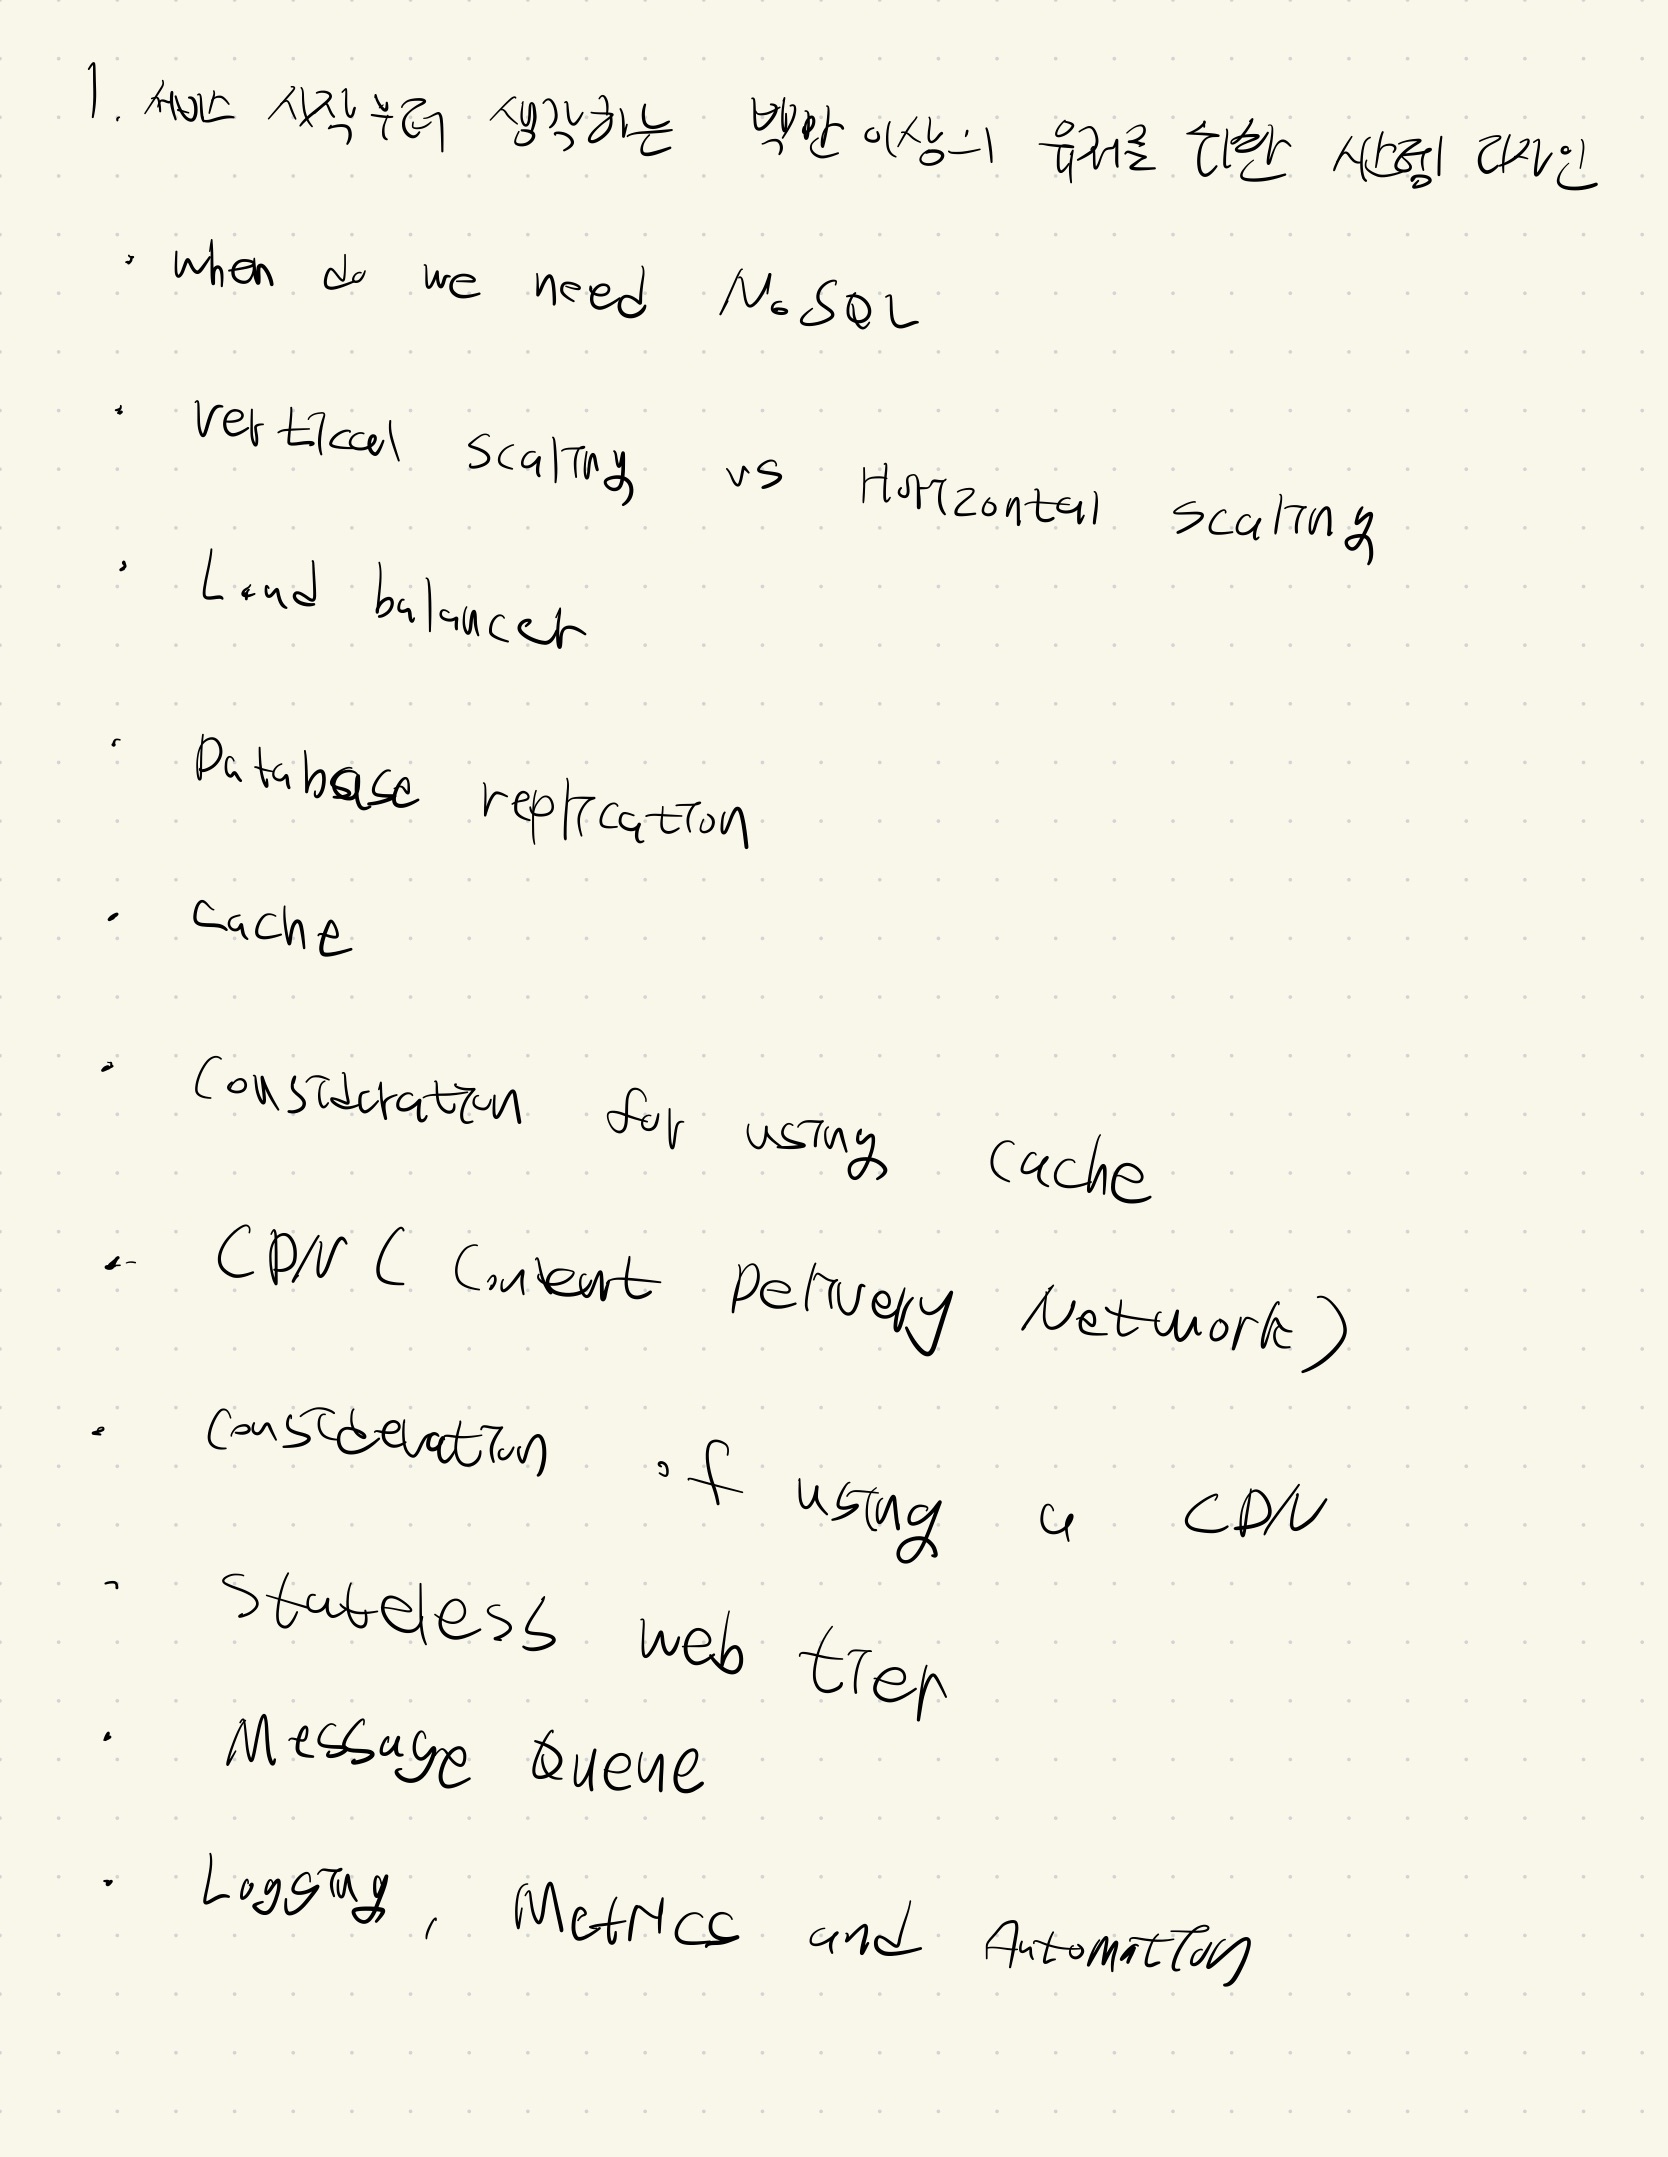 1. 서비스 시작부터 생각하는 백만 이상의 유저를 위한 시스템 디자인
· when do we need NoSQL
· vertical scaling vs Horizontal scaling
· Load balancer
· Database replication
· cache
· Consideration for using cache
· CDN ( Content Delivery Network)
· consideration of using a CDN
· Stateless web tier
· Message Queue
· Logging, Metrics and Automation